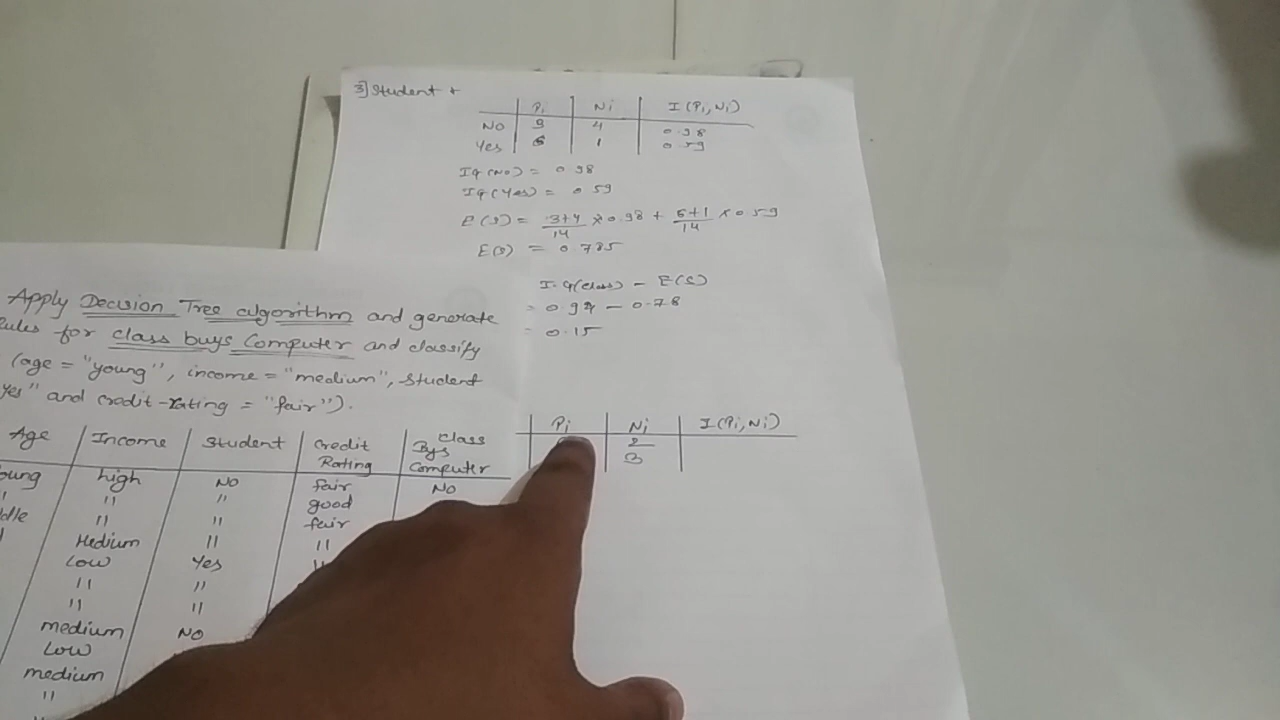 3] Student +
Pi Ni I(Pi, Ni)
No 3 4 0.98
Yes 6 1 0.59
IG(No) = 0.98
IG(Yes) = 0.59
E(S) = 3+4/14 x 0.98 + 6+1/14 x 0.59
E(S) = 0.785
I.G(class) - E(S)
= 0.94 - 0.78
= 0.15
Pi Ni I(Pi, Ni)
2
3
Apply Decision Tree algorithm and generate
for class buys Computer and classify
(age = "young", income = "medium", student
and credit-rating = "fair").
Age Income Student Credit Rating class Buys Computer
high No fair No
" " good
" " fair
Medium " "
Low Yes "
" "
" "
medium No
Low
medium
"